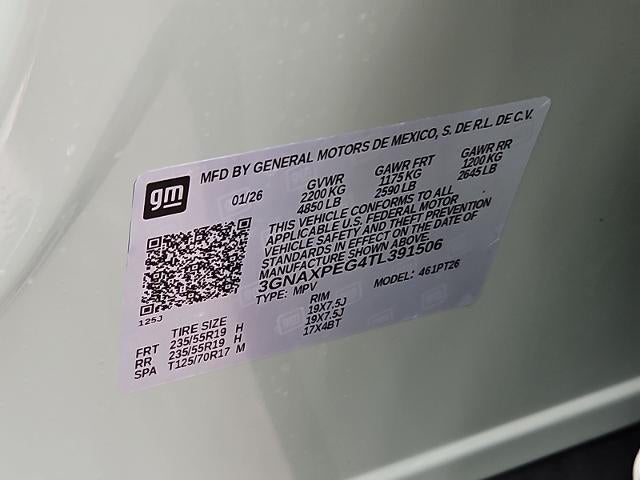 gm
MFD BY GENERAL MOTORS DE MEXICO, S. DE R.L. DE C.V.
01/26 GVWR GAWR FRT GAWR RR
2200 KG 1175 KG 1200 KG
4850 LB 2590 LB 2645 LB
THIS VEHICLE CONFORMS TO ALL
APPLICABLE U.S. FEDERAL MOTOR
VEHICLE SAFETY AND THEFT PREVENTION
STANDARDS IN EFFECT ON THE DATE OF
MANUFACTURE SHOWN ABOVE.
3GNAXPEG4TL391506
TYPE: MPV MODEL: 461PT26
125J
TIRE SIZE RIM
FRT 235/55R19 H 19X7.5J
RR 235/55R19 H 19X7.5J
SPA T125/70R17 M 17X4BT